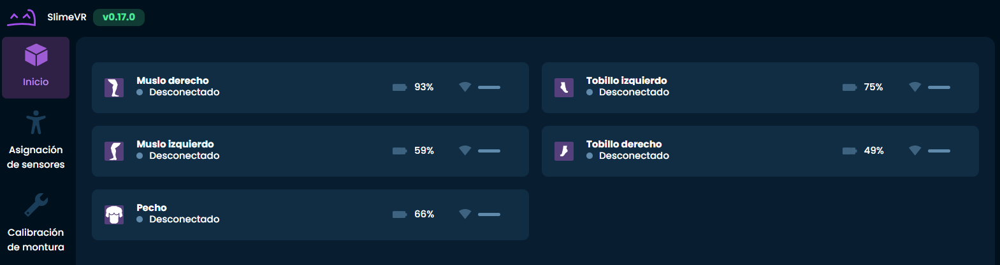 SlimeVR v0.17.0
Inicio
Asignación
de sensores
Calibración
de montura
Muslo derecho
Desconectado
93%
Tobillo izquierdo
Desconectado
75%
Muslo izquierdo
Desconectado
59%
Tobillo derecho
Desconectado
49%
Pecho
Desconectado
66%